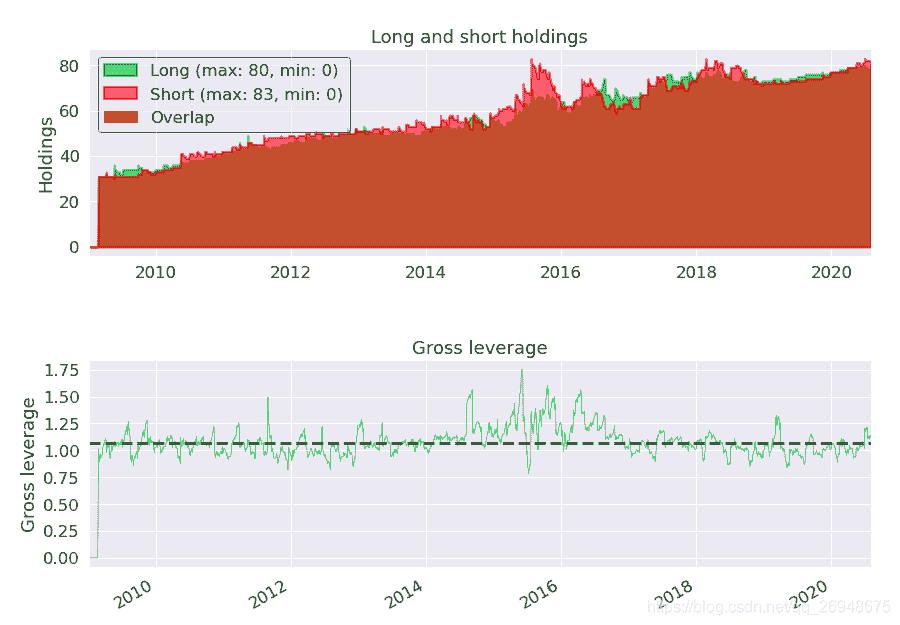 Long and short holdings
Holdings
80
60
40
20
0
Long (max: 80, min: 0)
Short (max: 83, min: 0)
Overlap
2010 2012 2014 2016 2018 2020
Gross leverage
Gross leverage
1.75
1.50
1.25
1.00
0.75
0.50
0.25
0.00
2010 2012 2014 2016 2018 2020
https://blog.csdn.net/qq_26948675